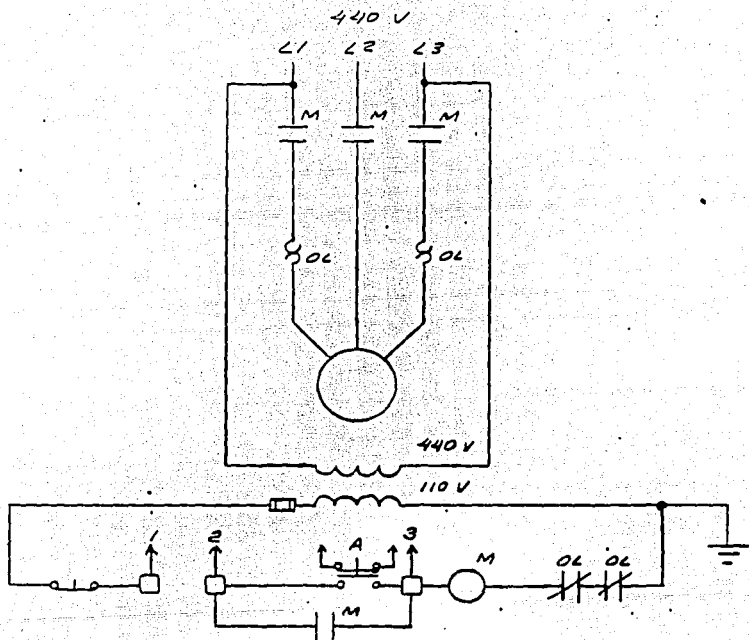 440 V
L1 L2 L3
M M M
OL OL
440 V
110 V
1 2 A 3
M OL OL
M